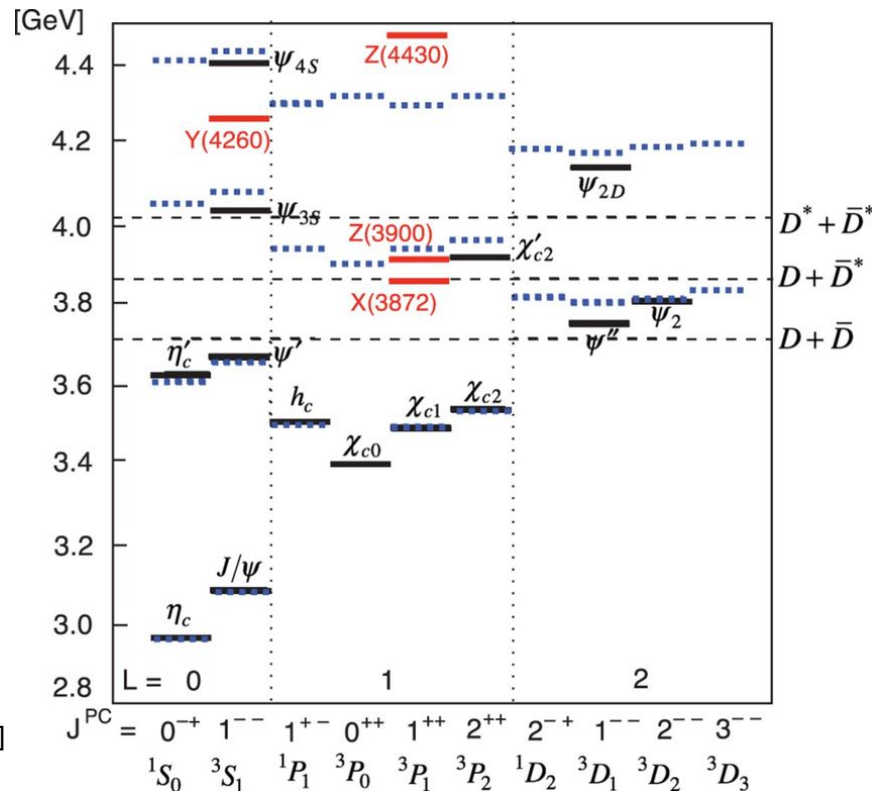 [GeV]
4.4
ψ4S
Z(4430)
Y(4260)
4.2
ψ2D
ψ3S
D* + D̄*
4.0
Z(3900)
χ′c2
D + D̄*
3.8
X(3872)
ψ2
ψ″
D + D̄
η′c
ψ′
3.6
hc
χc1
χc2
χc0
3.4
3.2
J/ψ
ηc
3.0
2.8
L = 0 1 2
]
J^PC = 0⁻⁺ 1⁻⁻ 1⁺⁻ 0⁺⁺ 1⁺⁺ 2⁺⁺ 2⁻⁺ 1⁻⁻ 2⁻⁻ 3⁻⁻
¹S₀ ³S₁ ¹P₁ ³P₀ ³P₁ ³P₂ ¹D₂ ³D₁ ³D₂ ³D₃